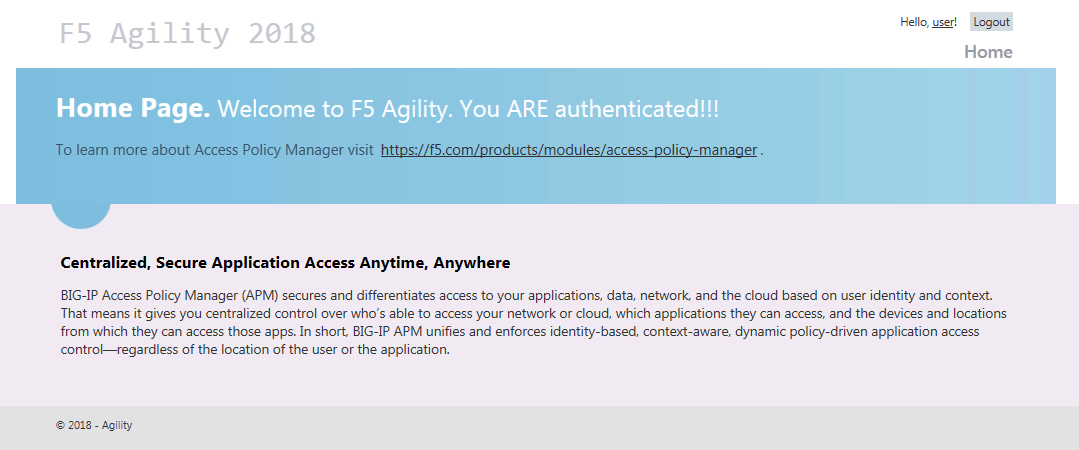 F5 Agility 2018
Hello, user! Logout
Home
Home Page. Welcome to F5 Agility. You ARE authenticated!!!
To learn more about Access Policy Manager visit https://f5.com/products/modules/access-policy-manager .
Centralized, Secure Application Access Anytime, Anywhere
BIG-IP Access Policy Manager (APM) secures and differentiates access to your applications, data, network, and the cloud based on user identity and context.
That means it gives you centralized control over who’s able to access your network or cloud, which applications they can access, and the devices and locations
from which they can access those apps. In short, BIG-IP APM unifies and enforces identity-based, context-aware, dynamic policy-driven application access
control—regardless of the location of the user or the application.
© 2018 - Agility